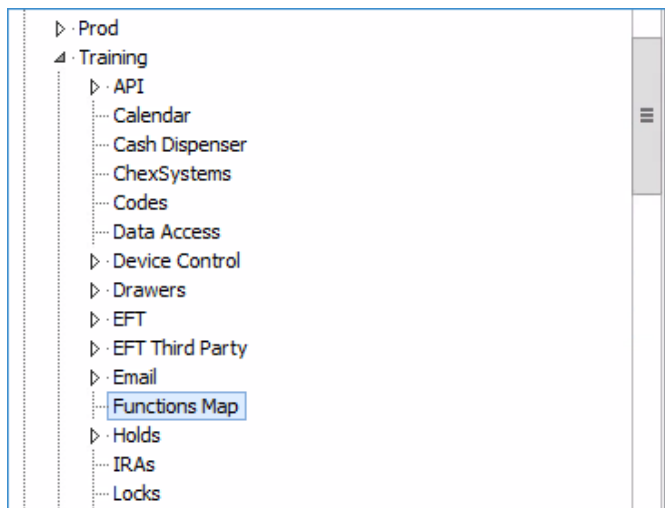 Prod
Training
API
Calendar
Cash Dispenser
ChexSystems
Codes
Data Access
Device Control
Drawers
EFT
EFT Third Party
Email
Functions Map
Holds
IRAs
Locks